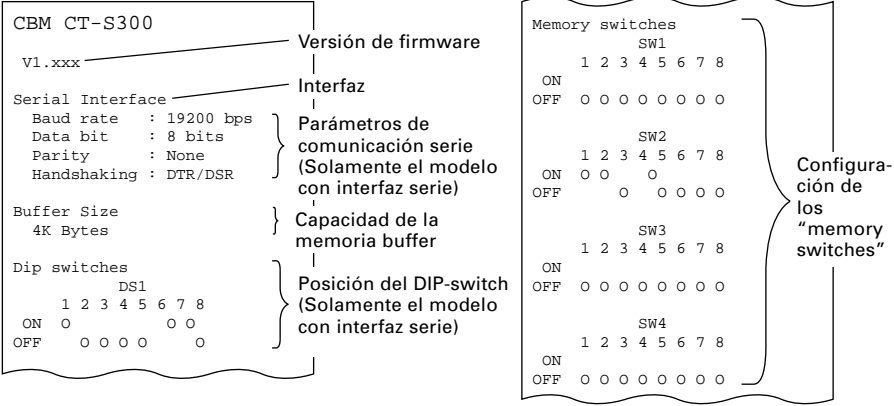 CBM CT-S300
V1.xxx
Serial Interface
Baud rate : 19200 bps
Data bit : 8 bits
Parity : None
Handshaking : DTR/DSR
Buffer Size
4K Bytes
Dip switches
DS1
1 2 3 4 5 6 7 8
ON O O O
OFF O O O O O
Versión de firmware
Interfaz
Parámetros de
comunicación serie
(Solamente el modelo
con interfaz serie)
Capacidad de la
memoria buffer
Posición del DIP-switch
(Solamente el modelo
con interfaz serie)
Memory switches
SW1
1 2 3 4 5 6 7 8
ON
OFF O O O O O O O O
SW2
1 2 3 4 5 6 7 8
ON O O O
OFF O O O O O
SW3
1 2 3 4 5 6 7 8
ON
OFF O O O O O O O O
SW4
1 2 3 4 5 6 7 8
ON
OFF O O O O O O O O
Configura-
ción de
los
“memory
switches”